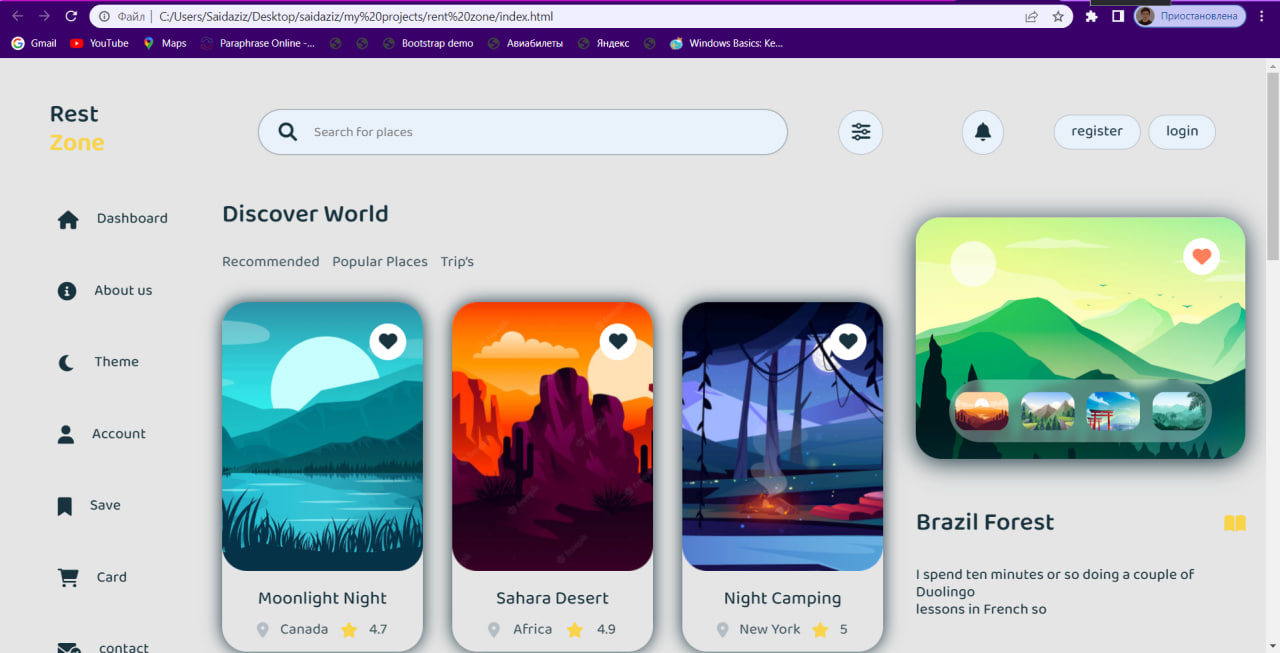 Файл
C:/Users/Saidaziz/Desktop/saidaziz/my%20projects/rent%20zone/index.html
Приостановлена
Gmail
YouTube
Maps
Paraphrase Online -...
Bootstrap demo
Авиабилеты
Яндекс
Windows Basics: Ke...
Rest
Zone
Search for places
register
login
Dashboard
About us
Theme
Account
Save
Card
contact
Discover World
Recommended Popular Places Trip's
Moonlight Night
Canada 4.7
Sahara Desert
Africa 4.9
Night Camping
New York 5
Brazil Forest
I spend ten minutes or so doing a couple of
Duolingo
lessons in French so